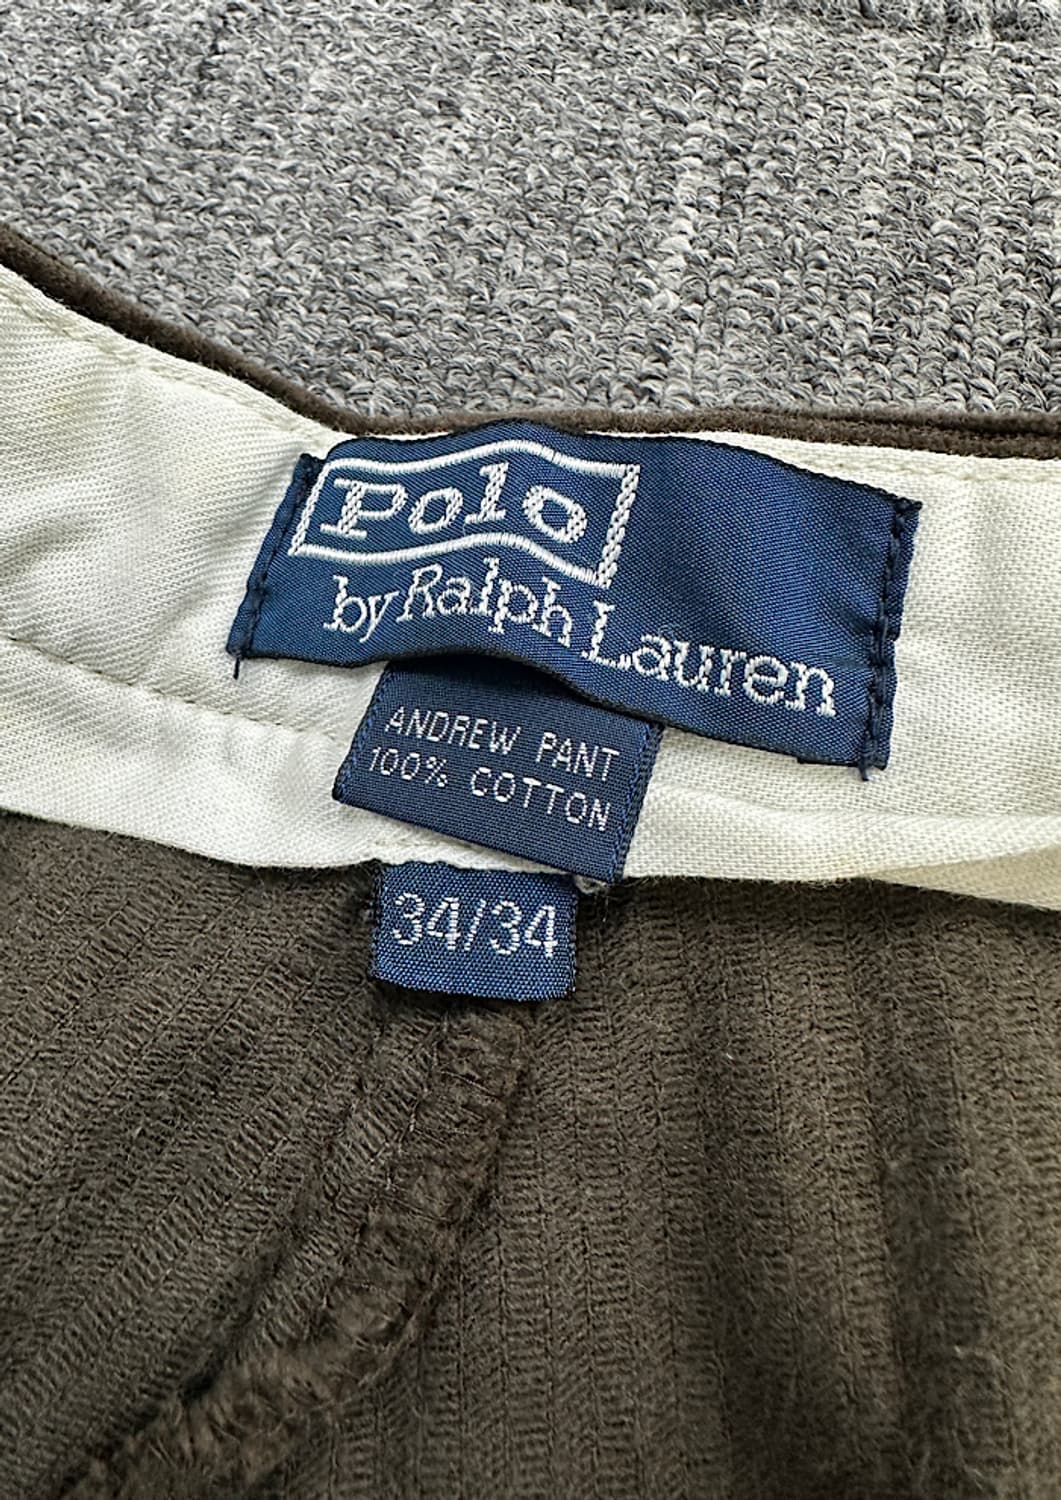 Polo
by Ralph Lauren
ANDREW PANT
100% COTTON
34/34